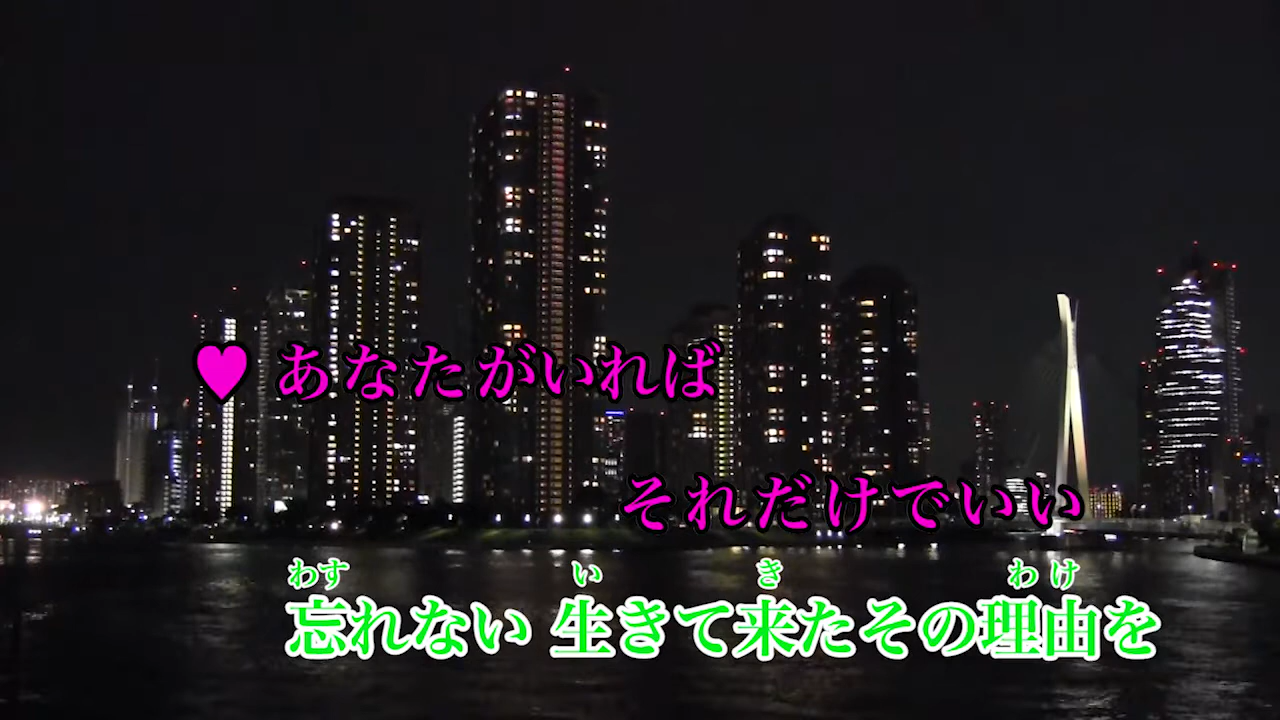 ♥ あなたがいれば
それだけでいい
わす い き わけ
忘れない 生きて来たその理由を